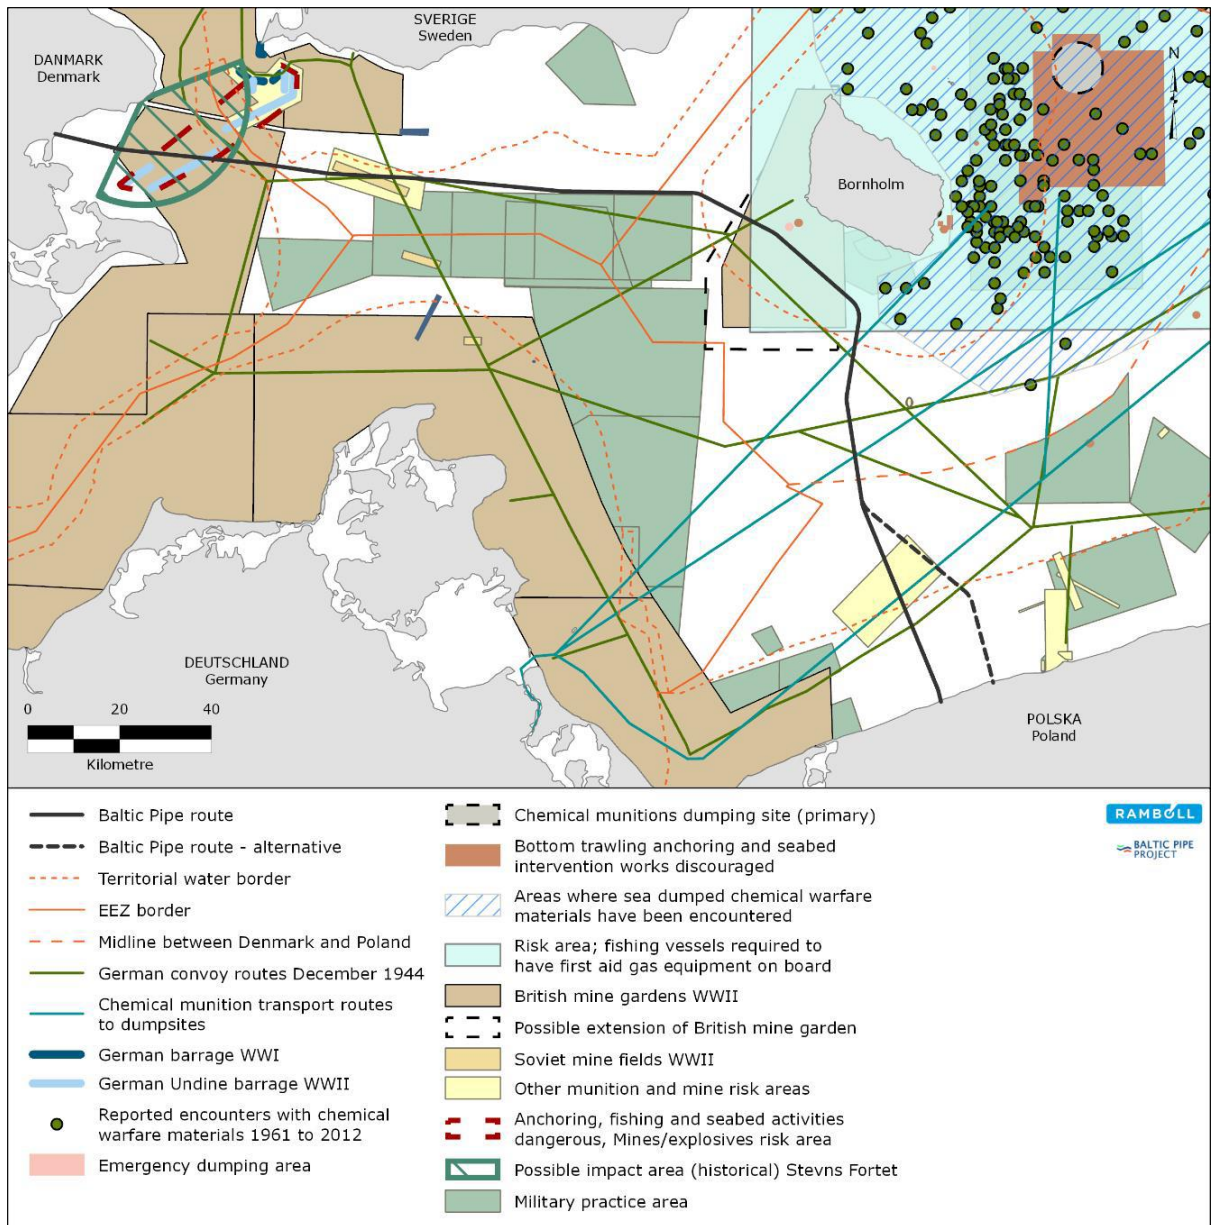 SVERIGE
Sweden
DANMARK
Denmark
N
Bornholm
DEUTSCHLAND
Germany
0 20 40
Kilometre
POLSKA
Poland
Baltic Pipe route
Baltic Pipe route - alternative
Territorial water border
EEZ border
Midline between Denmark and Poland
German convoy routes December 1944
Chemical munition transport routes
to dumpsites
German barrage WWI
German Undine barrage WWII
Reported encounters with chemical
warfare materials 1961 to 2012
Emergency dumping area
Chemical munitions dumping site (primary)
Bottom trawling anchoring and seabed
intervention works discouraged
Areas where sea dumped chemical warfare
materials have been encountered
Risk area; fishing vessels required to
have first aid gas equipment on board
British mine gardens WWII
Possible extension of British mine garden
Soviet mine fields WWII
Other munition and mine risk areas
Anchoring, fishing and seabed activities
dangerous, Mines/explosives risk area
Possible impact area (historical) Stevns Fortet
Military practice area
RAMBOLL
BALTIC PIPE
PROJECT